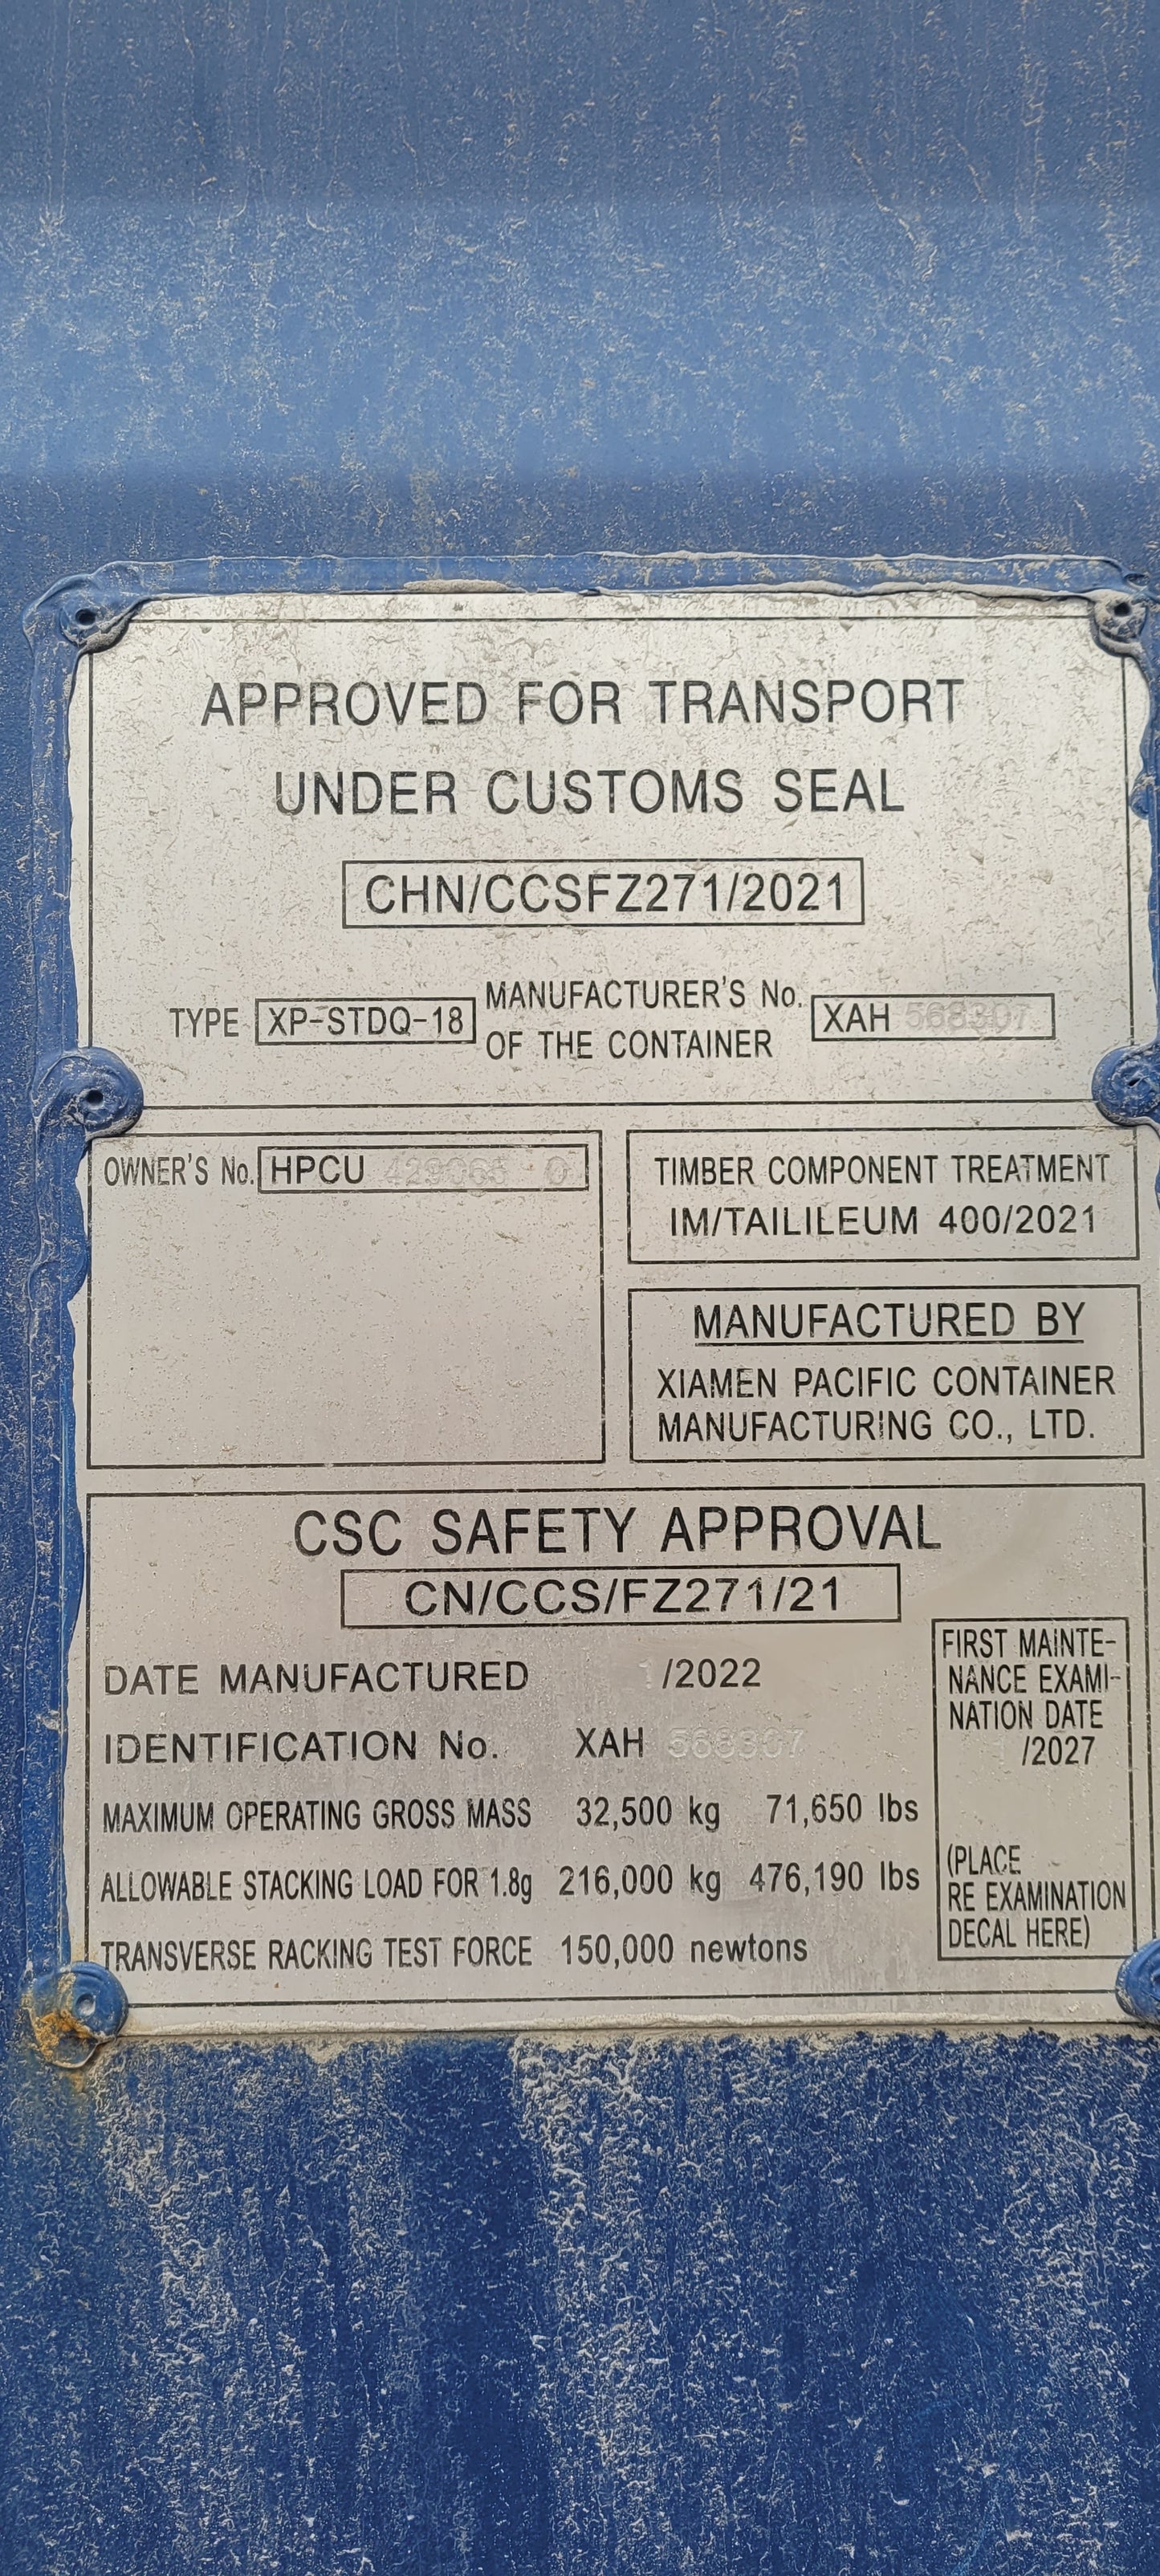 APPROVED FOR TRANSPORT
UNDER CUSTOMS SEAL
CHN/CCSFZ271/2021
TYPE XP-STDQ-18 MANUFACTURER'S No. OF THE CONTAINER XAH 568307
OWNER'S No. HPCU
TIMBER COMPONENT TREATMENT
IM/TAILILEUM 400/2021
MANUFACTURED BY
XIAMEN PACIFIC CONTAINER
MANUFACTURING CO., LTD.
CSC SAFETY APPROVAL
CN/CCS/FZ271/21
DATE MANUFACTURED /2022
IDENTIFICATION No. XAH 568307
MAXIMUM OPERATING GROSS MASS 32,500 kg 71,650 lbs
ALLOWABLE STACKING LOAD FOR 1.8g 216,000 kg 476,190 lbs
TRANSVERSE RACKING TEST FORCE 150,000 newtons
FIRST MAINTE-
NANCE EXAMI-
NATION DATE
/2027
(PLACE
RE EXAMINATION
DECAL HERE)